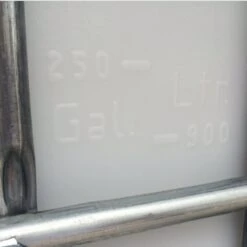 250 —
Ltr.
Gal.
— 900